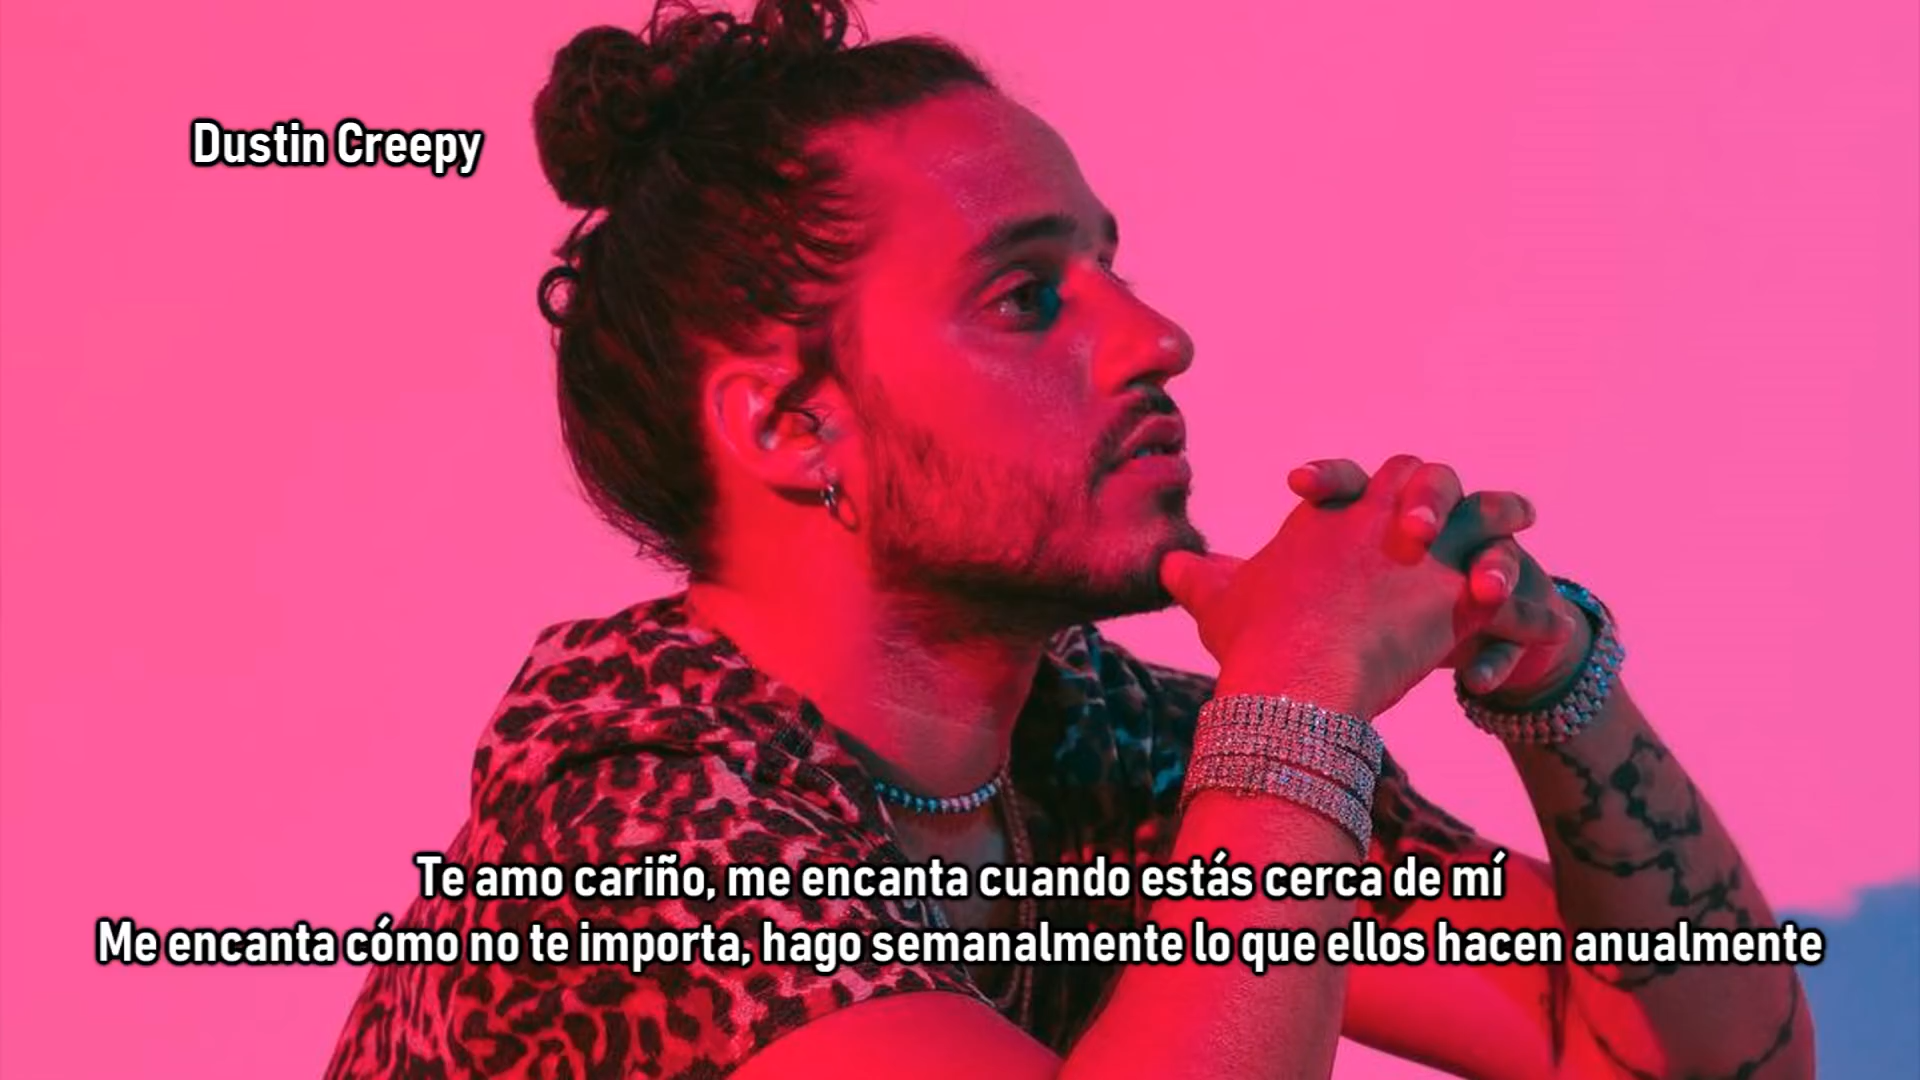 Dustin Creepy
Te amo cariño, me encanta cuando estás cerca de mí
Me encanta cómo no te importa, hago semanalmente lo que ellos hacen anualmente